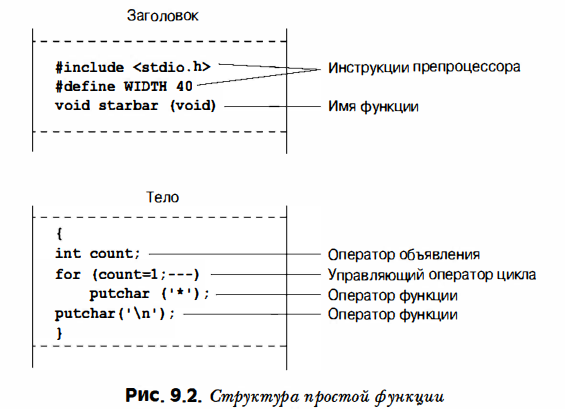 Заголовок
#include <stdio.h>
#define WIDTH 40
void starbar (void)
Инструкции препроцессора
Имя функции
Тело
{
int count;
for (count=1;---)
putchar ('*');
putchar('\n');
}
Оператор объявления
Управляющий оператор цикла
Оператор функции
Оператор функции
Рис. 9.2. Структура простой функции